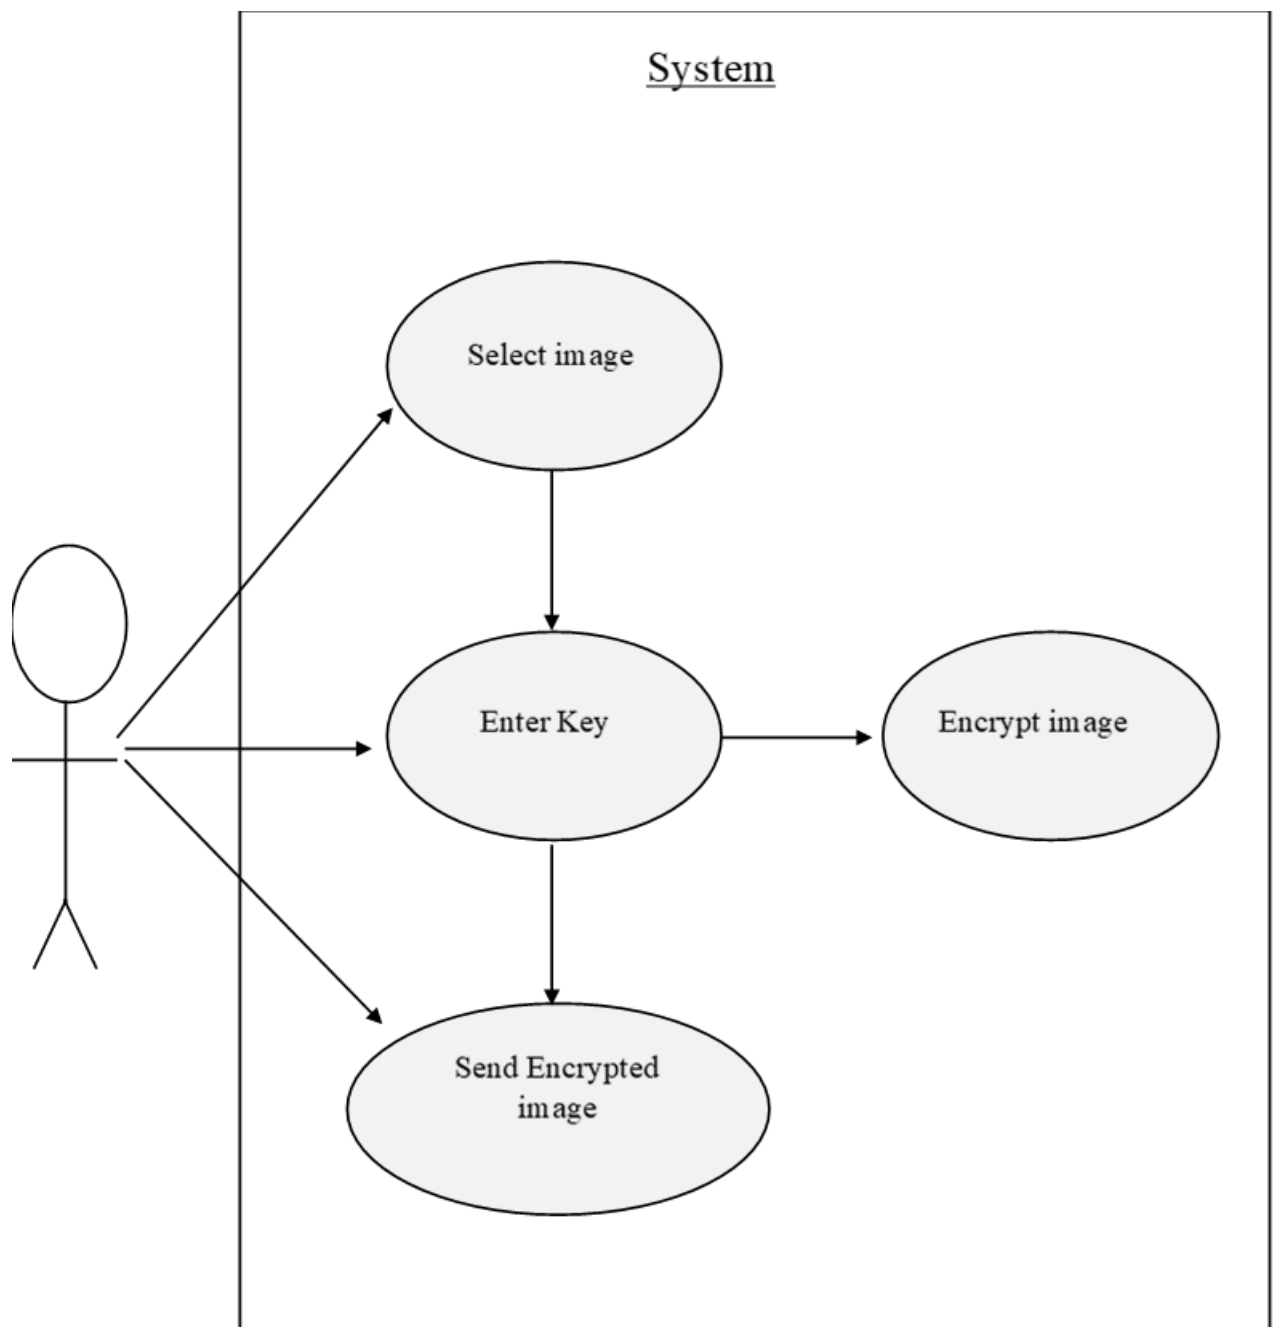 System
Select image
Enter Key
Encrypt image
Send Encrypted
image